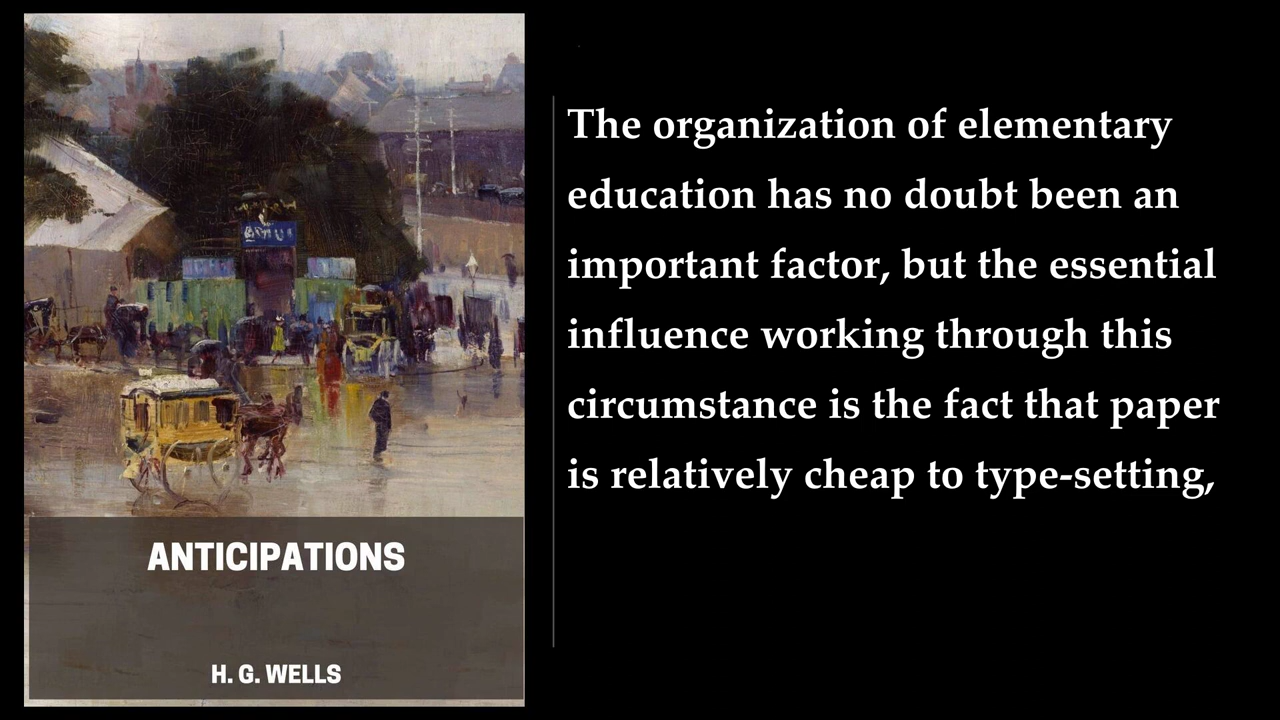 ANTICIPATIONS
H. G. WELLS
The organization of elementary
education has no doubt been an
important factor, but the essential
influence working through this
circumstance is the fact that paper
is relatively cheap to type-setting,